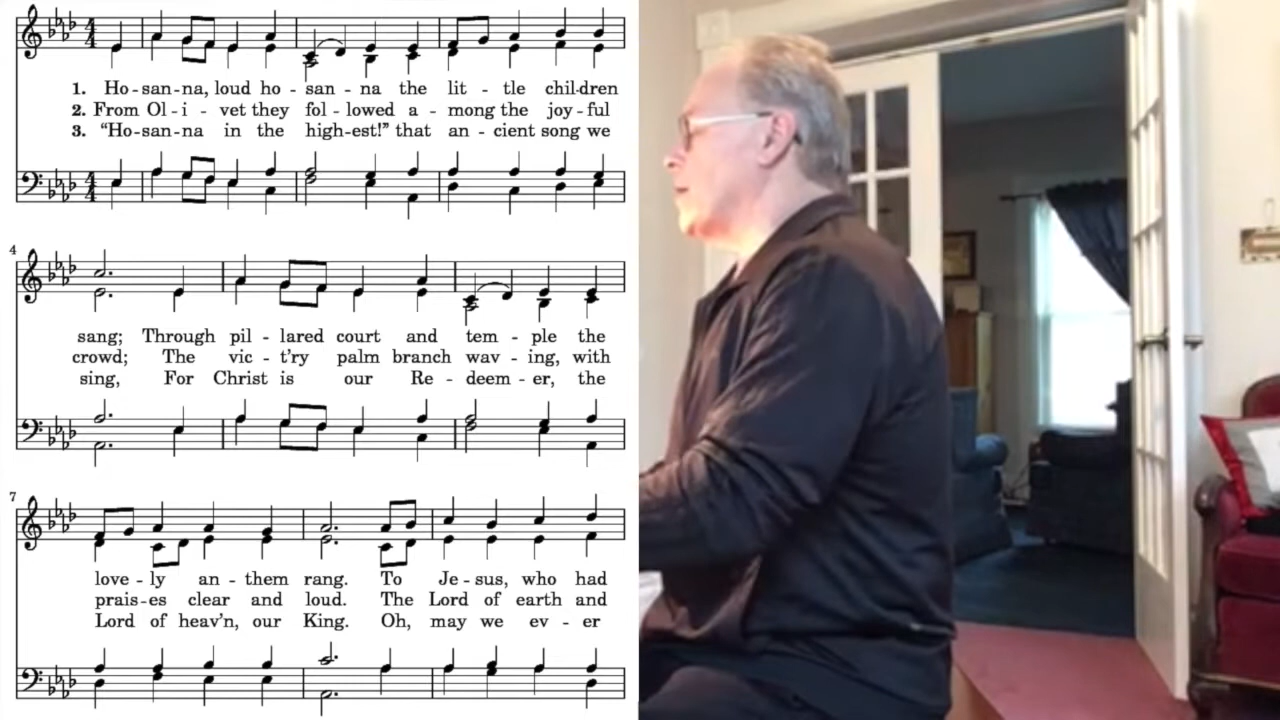 1. Ho-san-na, loud ho - san - na the lit - tle children
2. From Ol - i - vet they fol - lowed a - mong the joy - ful
3. “Ho-san-na in the high-est!” that an - cient song we
4
sang; Through pil - lared court and tem - ple the
crowd; The vic - t’ry palm branch wav - ing, with
sing, For Christ is our Re - deem - er, the
7
love - ly an - them rang. To Je - sus, who had
prais-es clear and loud. The Lord of earth and
Lord of heav’n, our King. Oh, may we ev - er